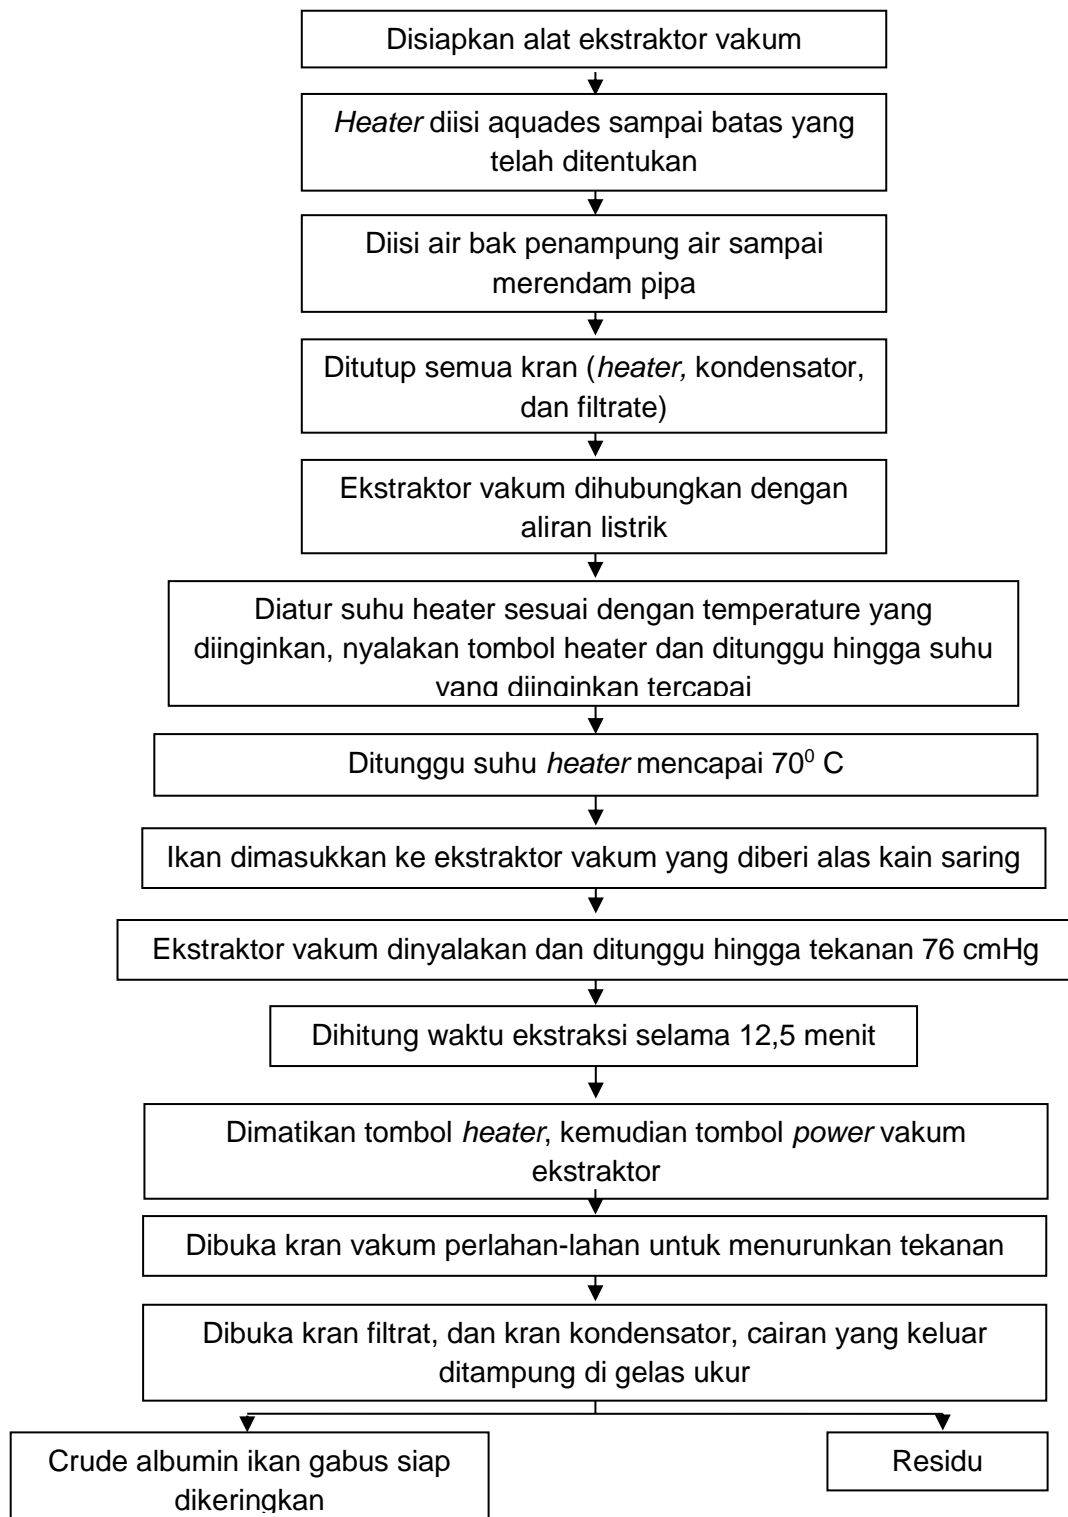 Disiapkan alat ekstraktor vakum
Heater diisi aquades sampai batas yang
telah ditentukan
Diisi air bak penampung air sampai
merendam pipa
Ditutup semua kran (heater, kondensator,
dan filtrate)
Ekstraktor vakum dihubungkan dengan
aliran listrik
Diatur suhu heater sesuai dengan temperature yang
diinginkan, nyalakan tombol heater dan ditunggu hingga suhu
yang diinginkan tercapai
Ditunggu suhu heater mencapai 70⁰ C
Ikan dimasukkan ke ekstraktor vakum yang diberi alas kain saring
Ekstraktor vakum dinyalakan dan ditunggu hingga tekanan 76 cmHg
Dihitung waktu ekstraksi selama 12,5 menit
Dimatikan tombol heater, kemudian tombol power vakum
ekstraktor
Dibuka kran vakum perlahan-lahan untuk menurunkan tekanan
Dibuka kran filtrat, dan kran kondensator, cairan yang keluar
ditampung di gelas ukur
Crude albumin ikan gabus siap
dikeringkan
Residu